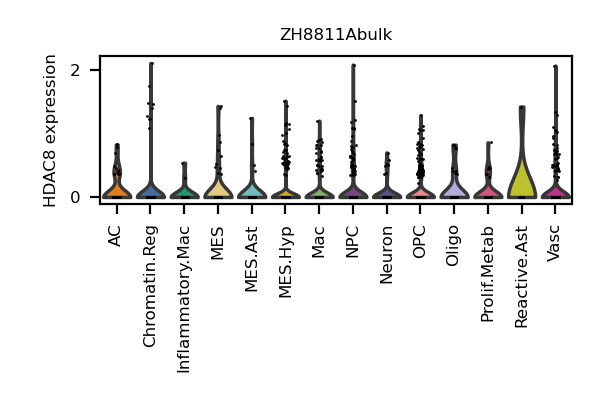 ZH8811Abulk
HDAC8 expression
2
0
AC
Chromatin.Reg
Inflammatory.Mac
MES
MES.Ast
MES.Hyp
Mac
NPC
Neuron
OPC
Oligo
Prolif.Metab
Reactive.Ast
Vasc